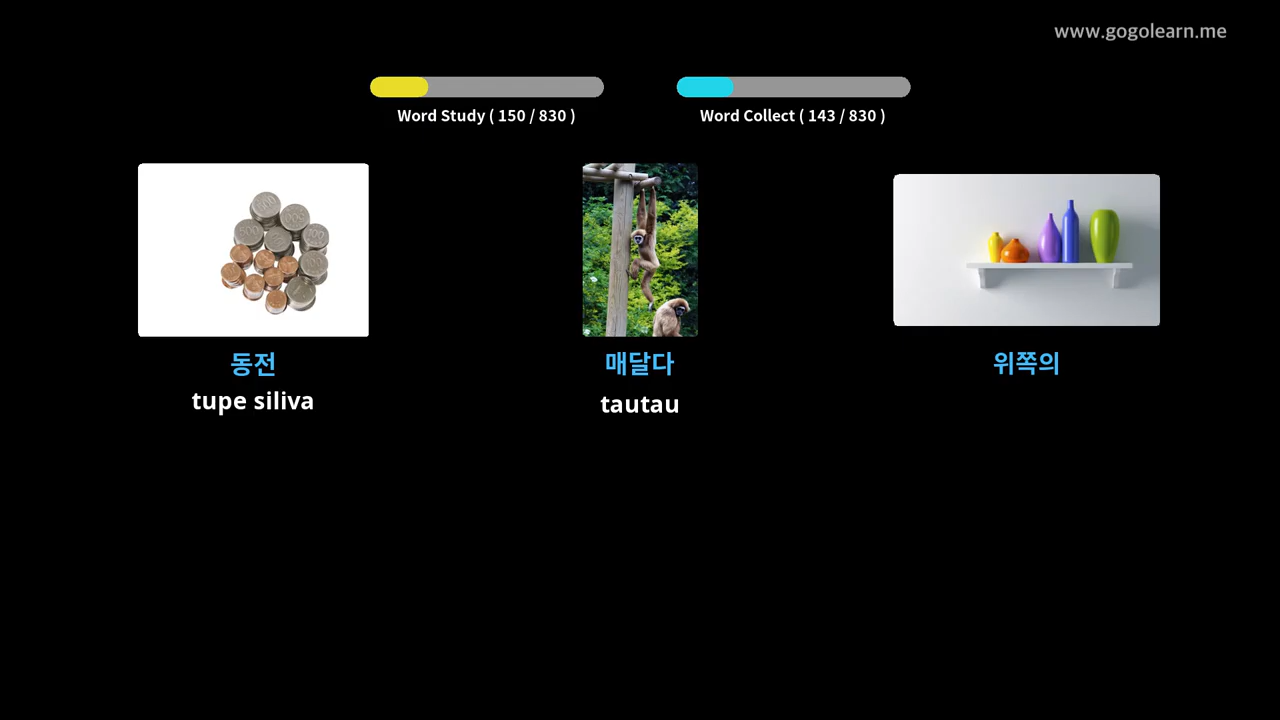 www.gogolearn.me
Word Study ( 150 / 830 )
Word Collect ( 143 / 830 )
동전
tupe siliva
매달다
tautau
위쪽의